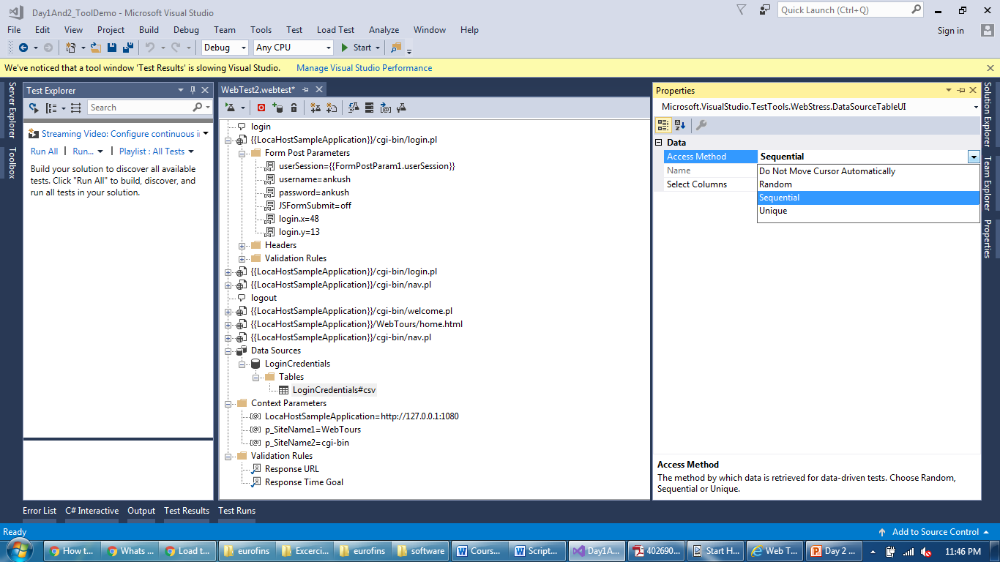 Day1And2_ToolDemo - Microsoft Visual Studio
Quick Launch (Ctrl+Q)
File Edit View Project Build Debug Team Tools Test Load Test Analyze Window Help
Sign in
Debug Any CPU Start
We've noticed that a tool window 'Test Results' is slowing Visual Studio. Manage Visual Studio Performance
Server Explorer
Toolbox
Test Explorer
Search
Streaming Video: Configure continuous i
Run All | Run... | Playlist : All Tests
Build your solution to discover all available
tests. Click "Run All" to build, discover, and
run all tests in your solution.
WebTest2.webtest*
login
{{LocaHostSampleApplication}}/cgi-bin/login.pl
Form Post Parameters
userSession={{FormPostParam1.userSession}}
username=ankush
password=ankush
JSFormSubmit=off
login.x=48
login.y=13
Headers
Validation Rules
{{LocaHostSampleApplication}}/cgi-bin/login.pl
{{LocaHostSampleApplication}}/cgi-bin/nav.pl
logout
{{LocaHostSampleApplication}}/cgi-bin/welcome.pl
{{LocaHostSampleApplication}}/WebTours/home.html
{{LocaHostSampleApplication}}/cgi-bin/nav.pl
Data Sources
LoginCredentials
Tables
LoginCredentials#csv
Context Parameters
LocaHostSampleApplication=http://127.0.0.1:1080
p_SiteName1=WebTours
p_SiteName2=cgi-bin
Validation Rules
Response URL
Response Time Goal
Properties
Microsoft.VisualStudio.TestTools.WebStress.DataSourceTableUI
Data
Access Method Sequential
Name
Select Columns
Do Not Move Cursor Automatically
Random
Sequential
Unique
Access Method
The method by which data is retrieved for data-driven tests. Choose Random,
Sequential or Unique.
Solution Explorer
Team Explorer
Properties
Error List C# Interactive Output Test Results Test Runs
Ready
Add to Source Control
How t... Whats ... Load t... eurofins Excerci... eurofins software Cours... Script... Day1A... 402690... Start H... Web T... Day 2 ... 11:46 PM